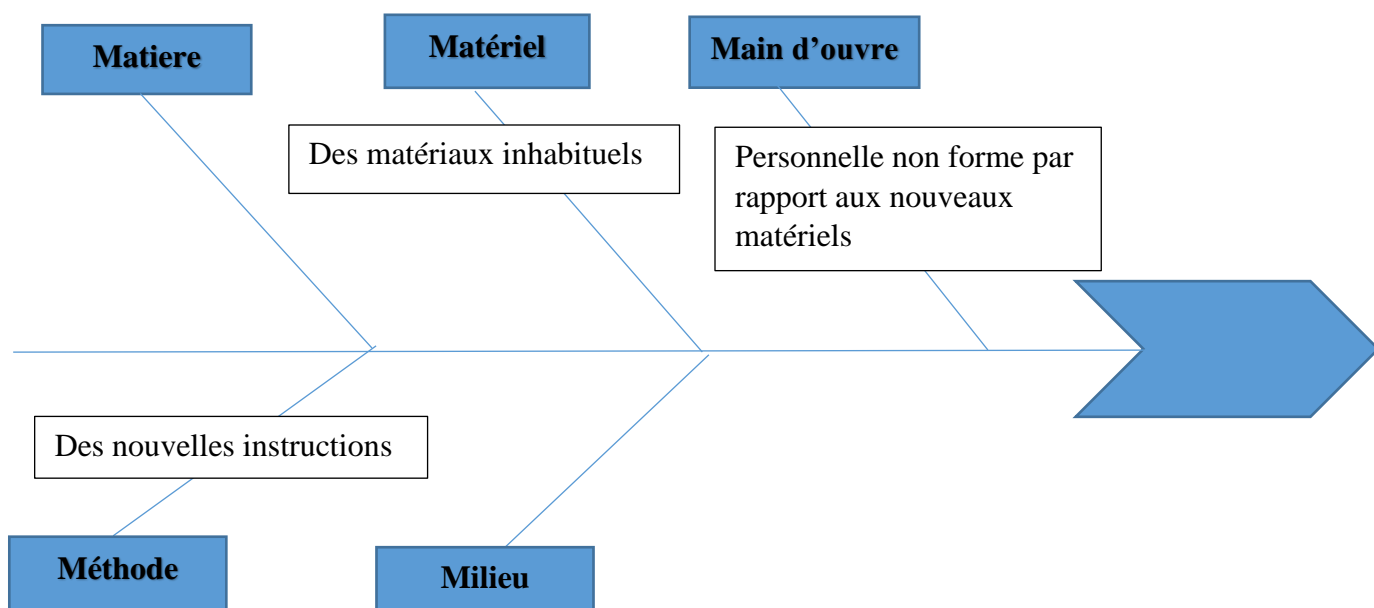 Matiere
Matériel
Main d’ouvre
Des matériaux inhabituels
Personnelle non forme par
rapport aux nouveaux
matériels
Des nouvelles instructions
Méthode
Milieu